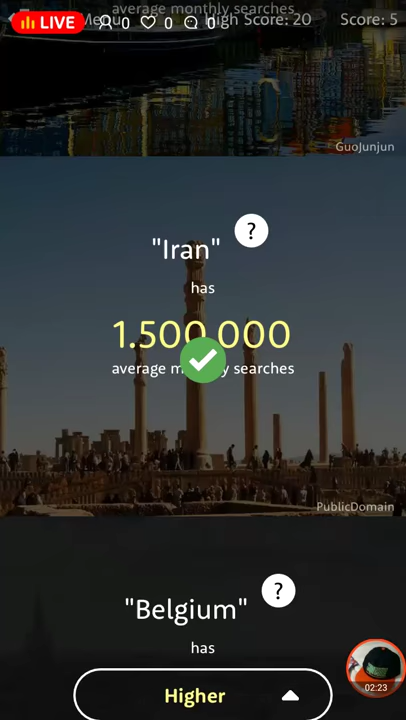 average monthly searches
LIVE
Menu
0
0
0
High Score: 20
Score: 5
GuoJunjun
"Iran"
?
has
1.500.000
average monthly searches
PublicDomain
"Belgium"
?
has
Higher
02:23